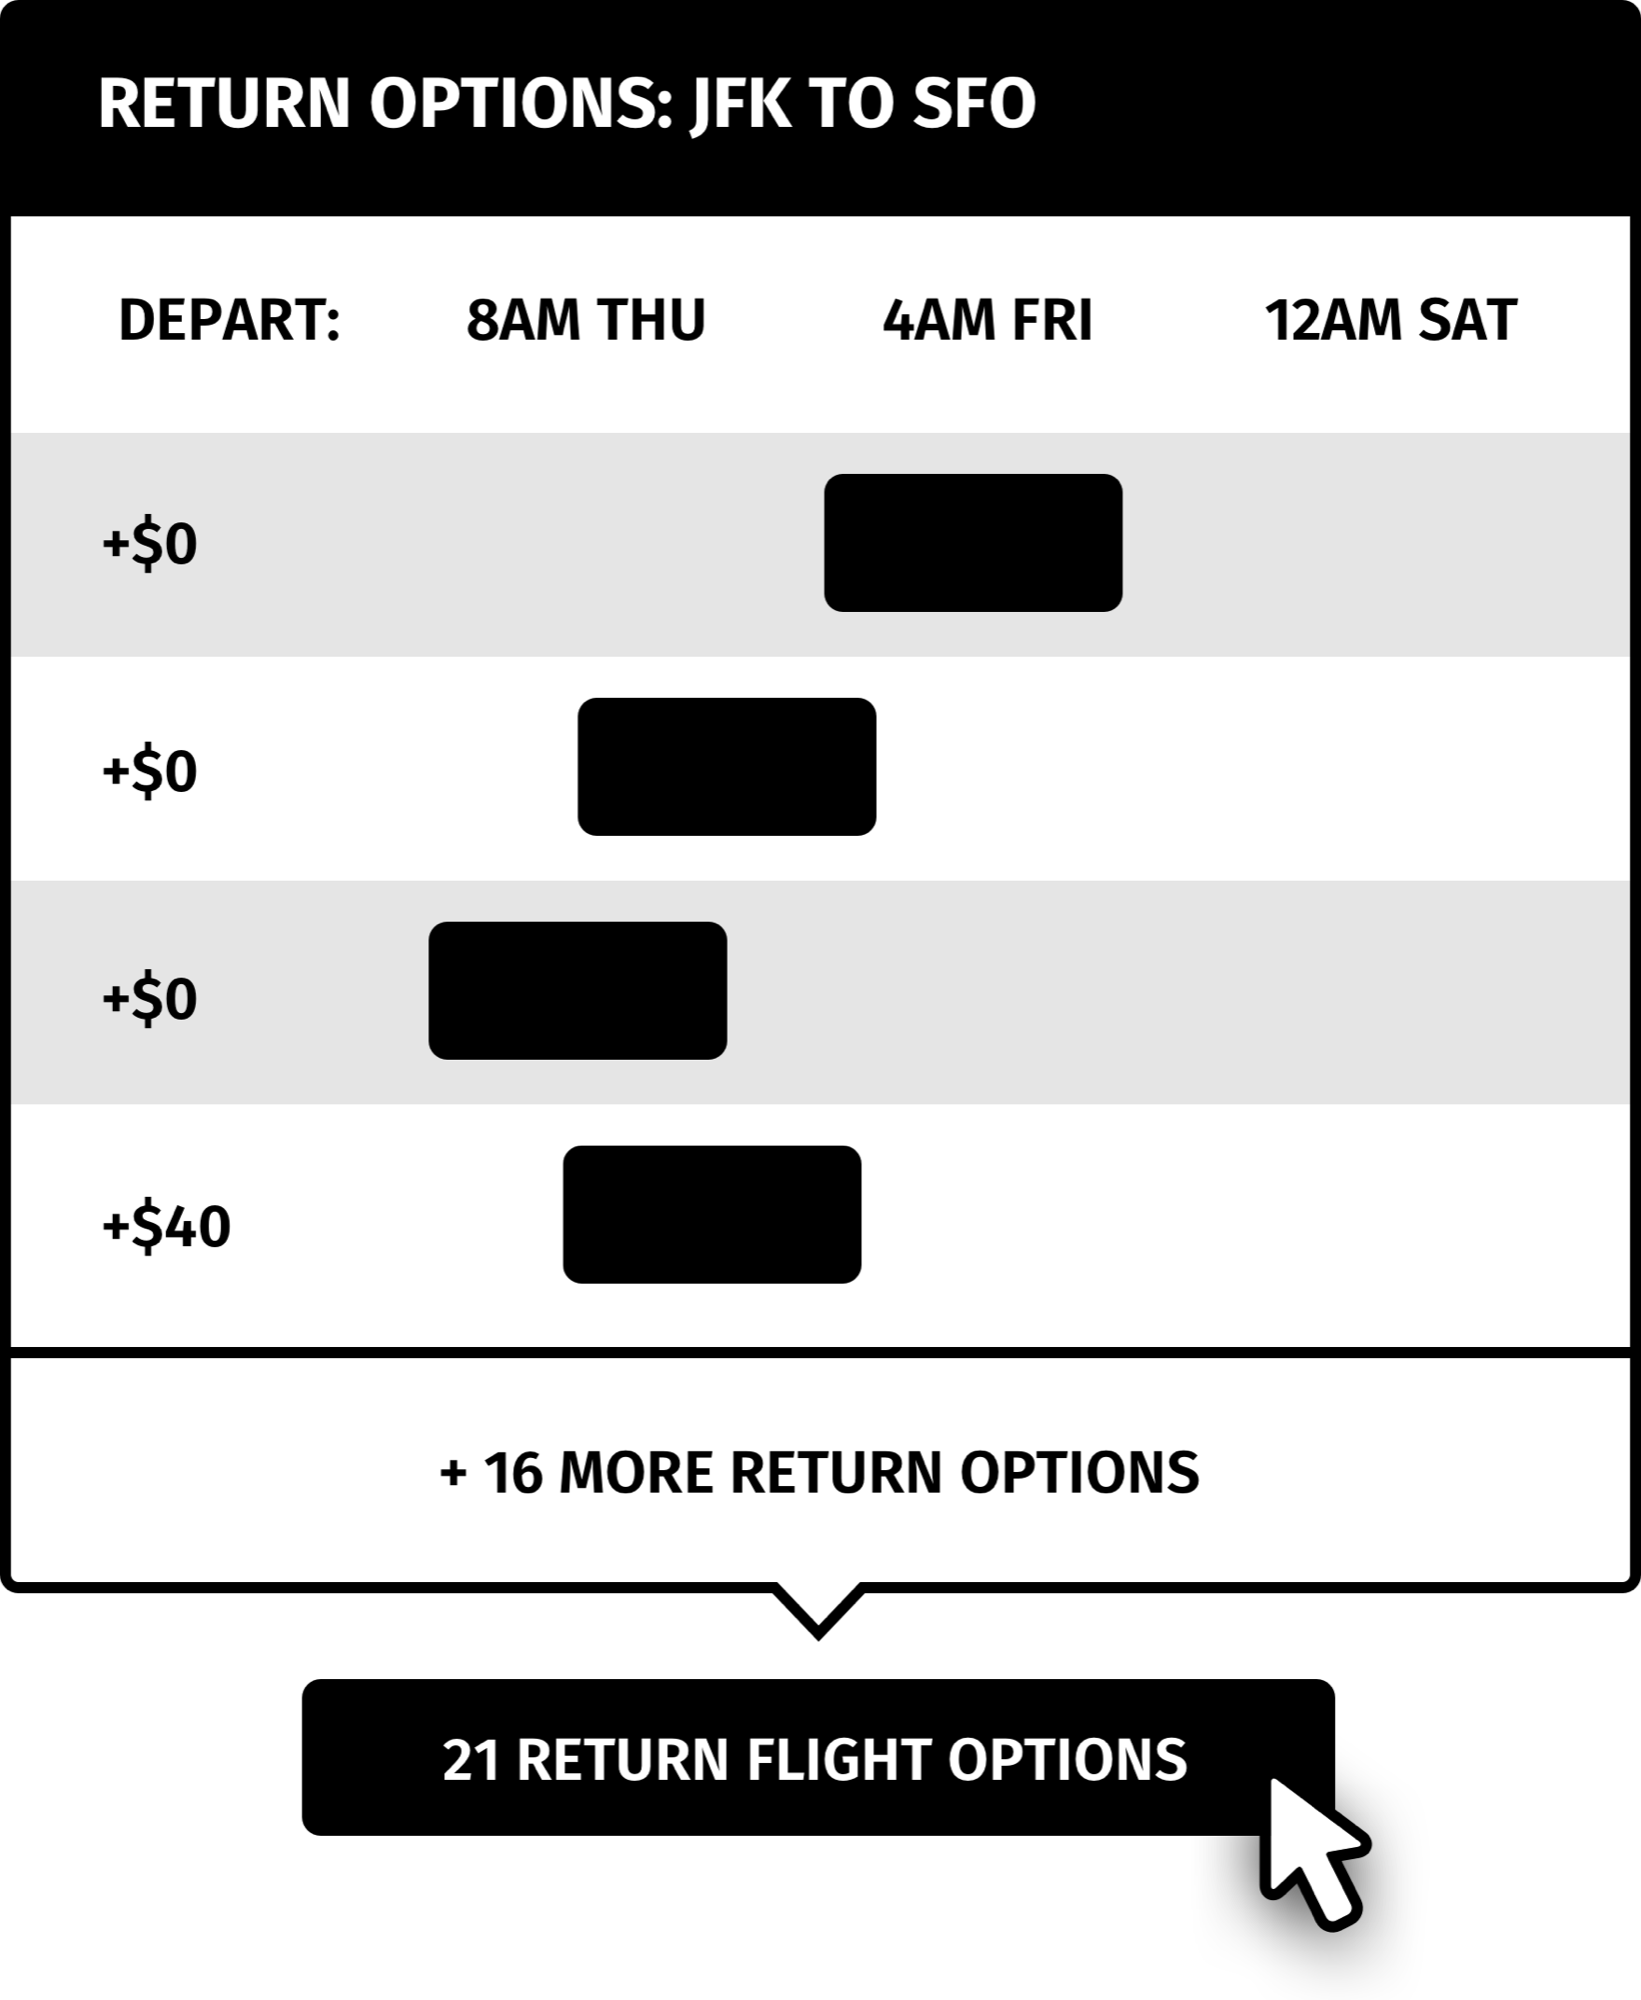 RETURN OPTIONS: JFK TO SFO
DEPART: 8AM THU 4AM FRI 12AM SAT
+$0
+$0
+$0
+$40
+ 16 MORE RETURN OPTIONS
21 RETURN FLIGHT OPTIONS